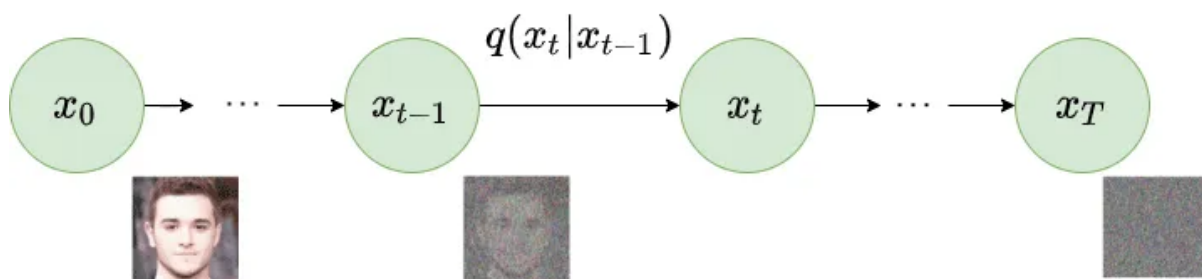 q(x_t|x_{t-1})
x_0 ··· x_{t-1} x_t ··· x_T